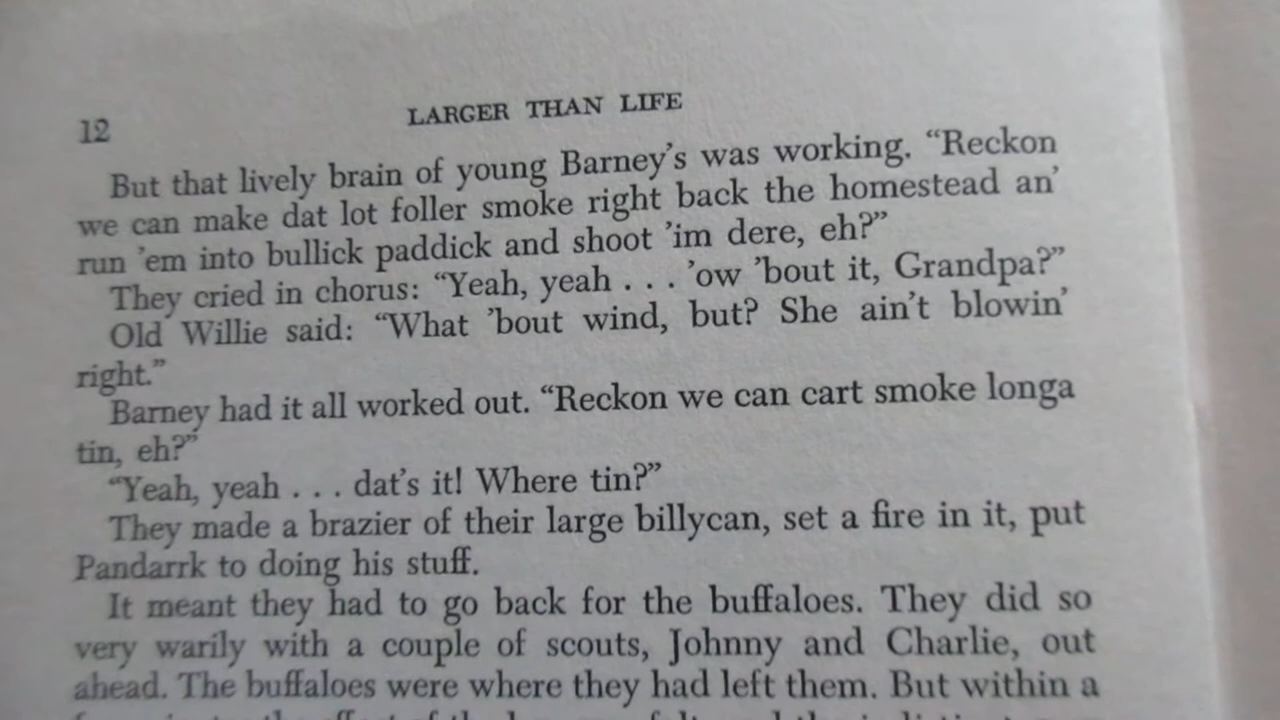 12
LARGER THAN LIFE
But that lively brain of young Barney’s was working. “Reckon
we can make dat lot foller smoke right back the homestead an’
run ’em into bullick paddick and shoot ’im dere, eh?”
They cried in chorus: “Yeah, yeah . . . ’ow ’bout it, Grandpa?”
Old Willie said: “What ’bout wind, but? She ain’t blowin’
right.”
Barney had it all worked out. “Reckon we can cart smoke longa
tin, eh?”
“Yeah, yeah . . . dat’s it! Where tin?”
They made a brazier of their large billycan, set a fire in it, put
Pandarrk to doing his stuff.
It meant they had to go back for the buffaloes. They did so
very warily with a couple of scouts, Johnny and Charlie, out
ahead. The buffaloes were where they had left them. But within a